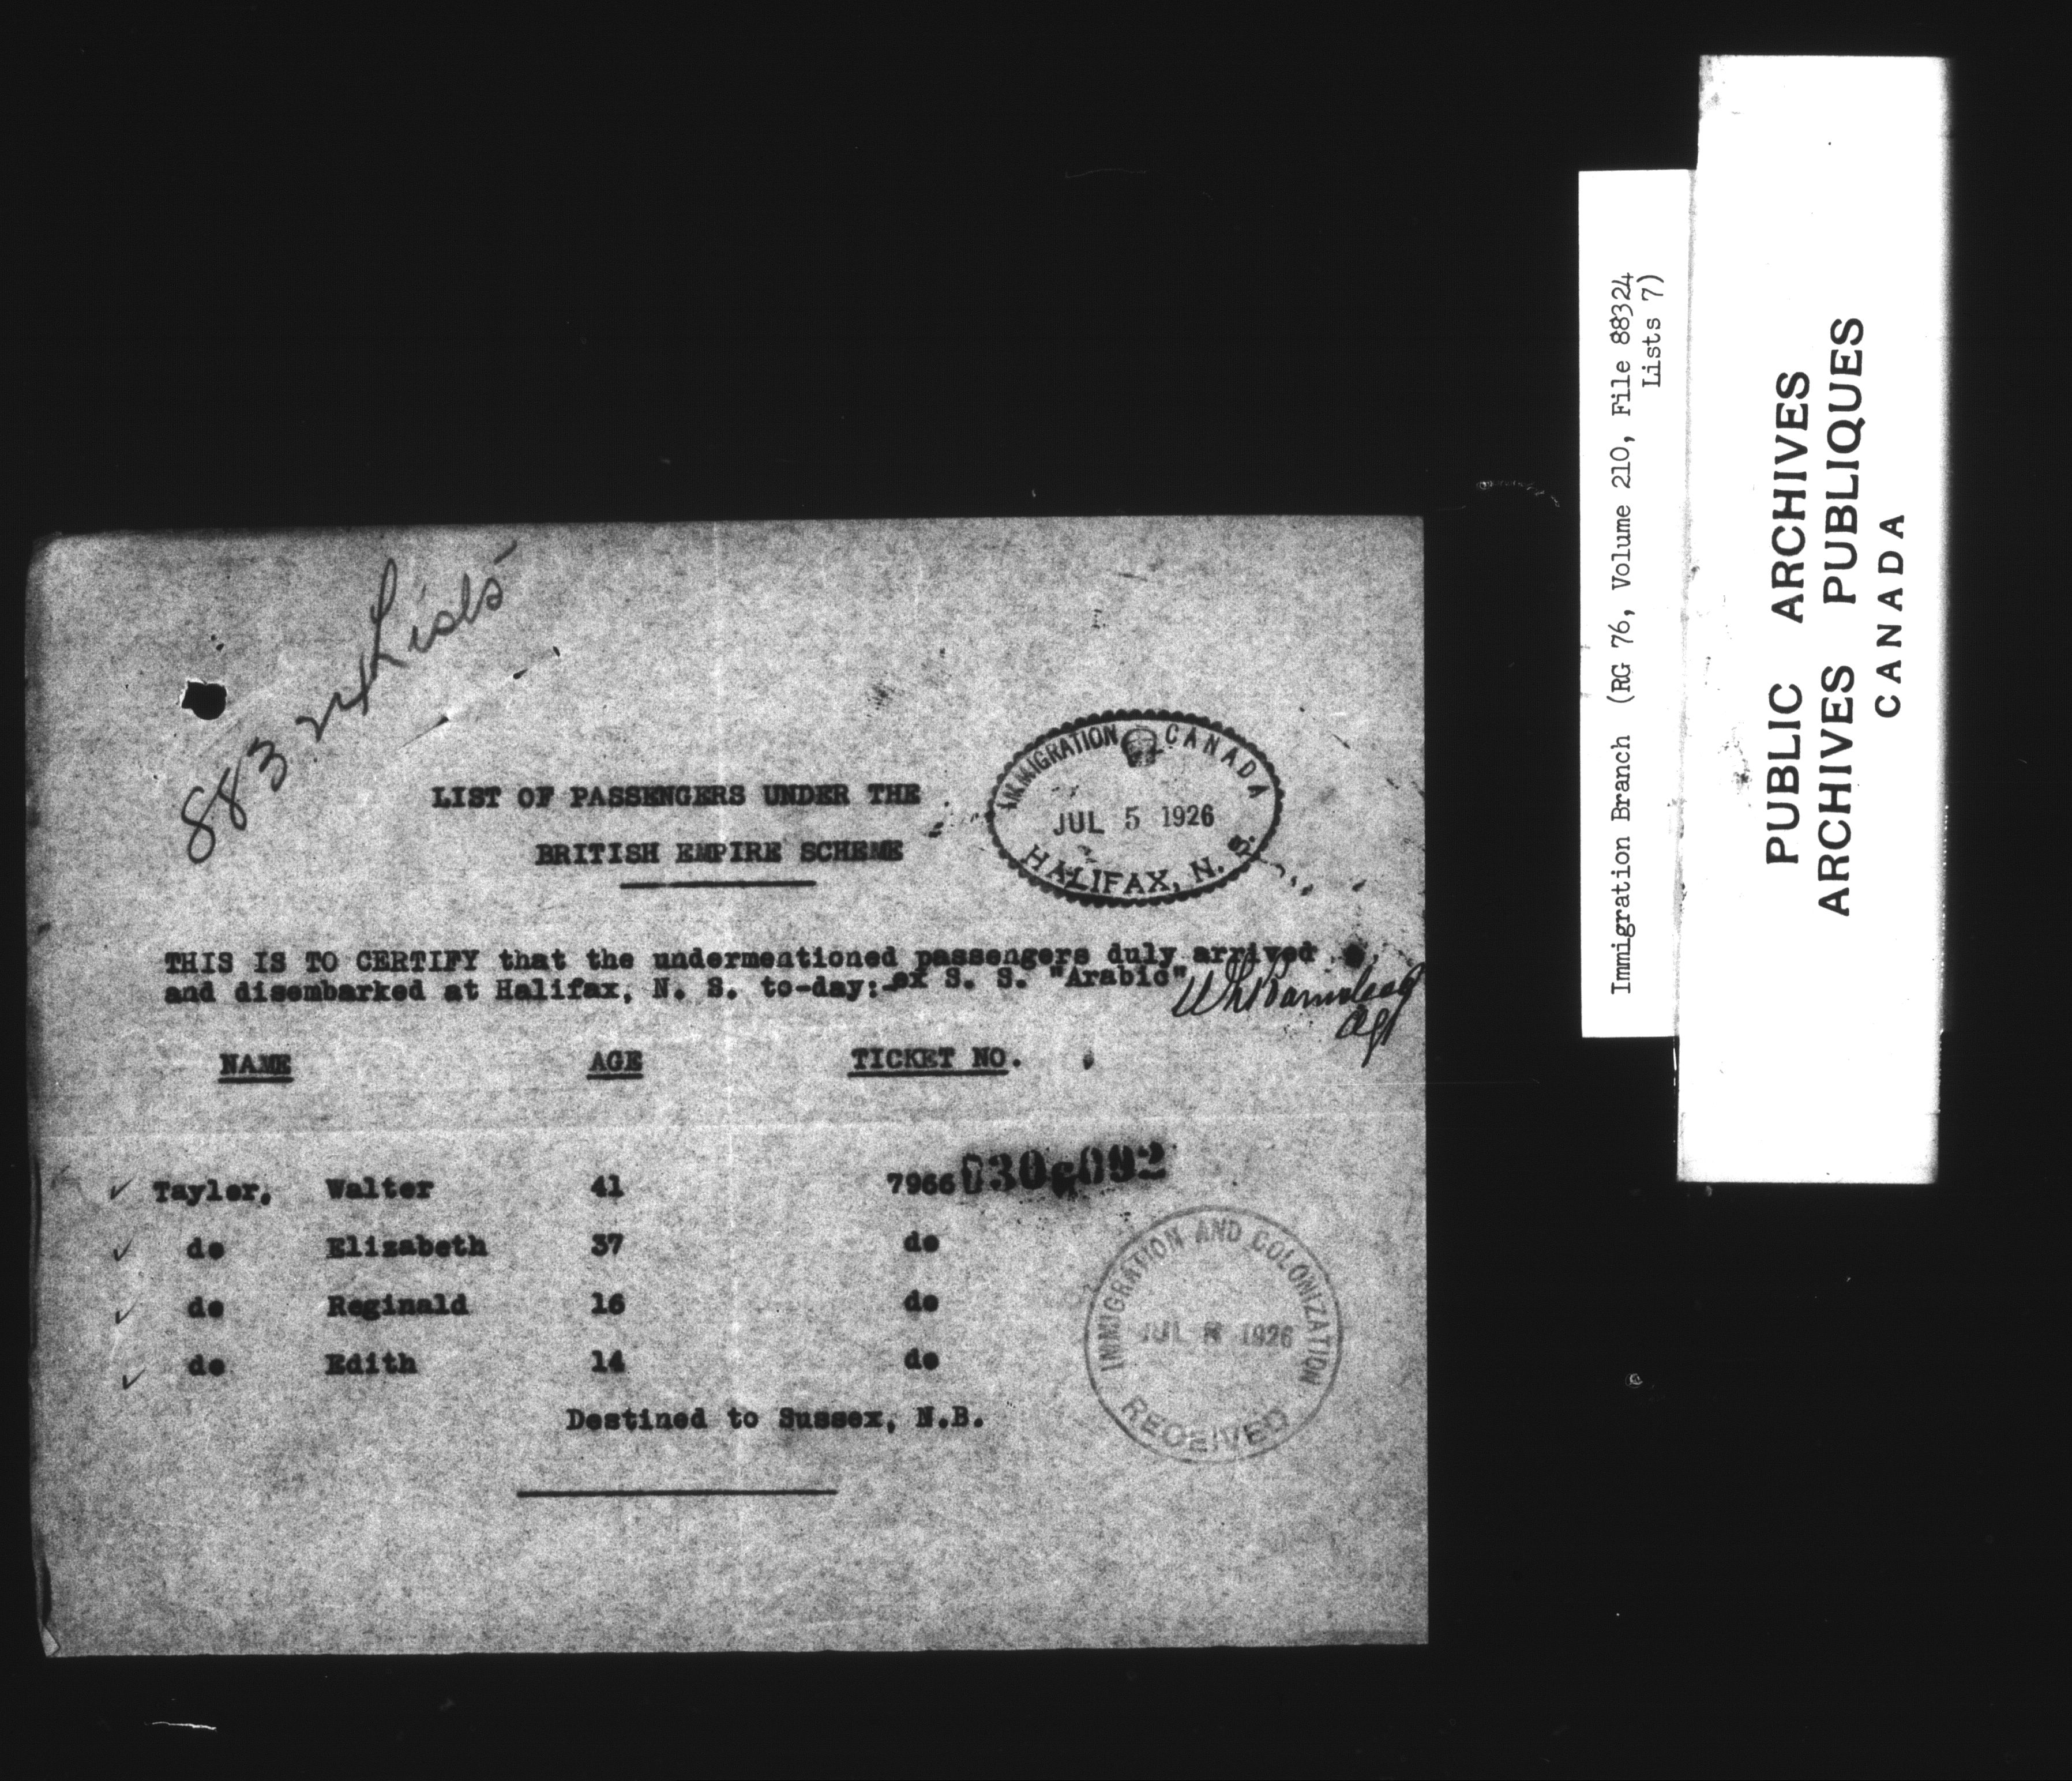 88324 Lists
LIST OF PASSENGERS UNDER THE
BRITISH EMPIRE SCHEME
IMMIGRATION CANADA
JUL 5 1926
HALIFAX, N. S.
THIS IS TO CERTIFY that the undermentioned passengers duly arrived
and disembarked at Halifax, N. S. to-day:-ex S. S. "Arabic"
Agt
NAME AGE TICKET NO.
Taylor, Walter 41 7966
do Elizabeth 37 do
do Reginald 16 do
do Edith 14 do
Destined to Sussex, N.B.
IMMIGRATION AND COLONIZATION
JUL 1926
RECEIVED
Immigration Branch (RG 76, Volume 210, File 88324
Lists 7)
PUBLIC ARCHIVES
ARCHIVES PUBLIQUES
CANADA